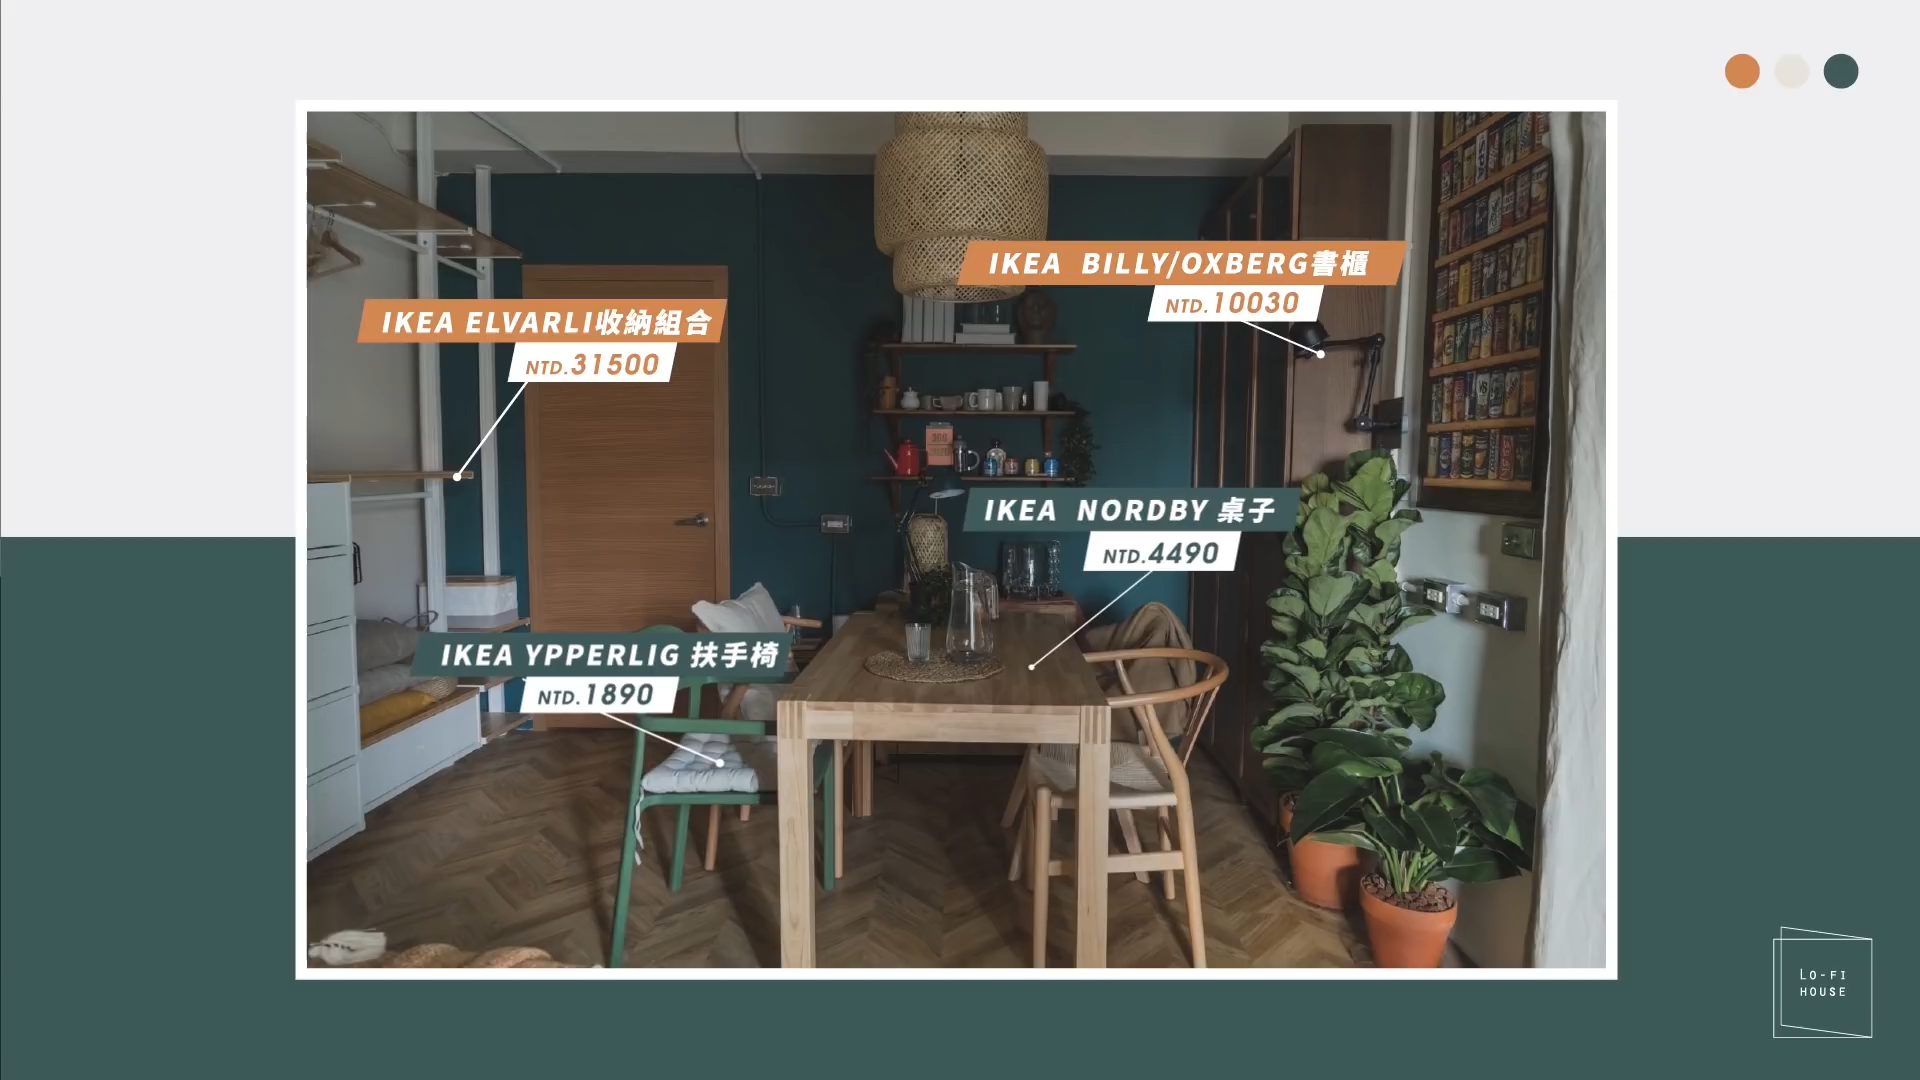 IKEA BILLY/OXBERG書櫃
NTD.10030
IKEA ELVARLI收納組合
NTD.31500
IKEA NORDBY 桌子
NTD.4490
IKEA YPPERLIG 扶手椅
NTD.1890
LO-FI
HOUSE